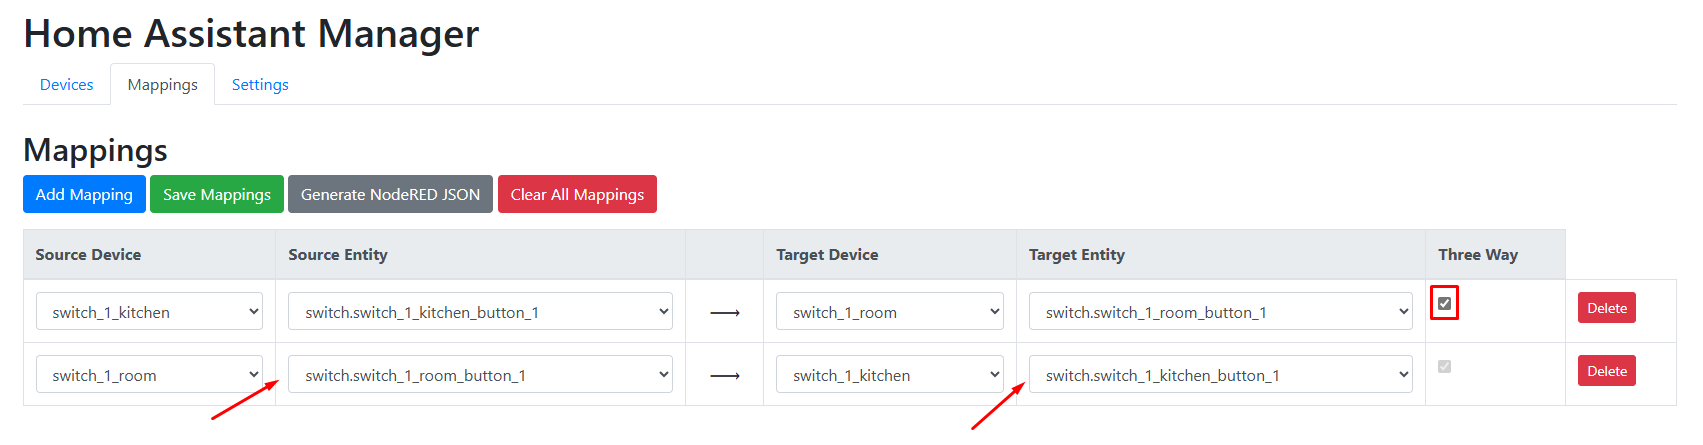 Home Assistant Manager
Devices Mappings Settings
Mappings
Add Mapping Save Mappings Generate NodeRED JSON Clear All Mappings
Source Device Source Entity Target Device Target Entity Three Way
switch_1_kitchen switch.switch_1_kitchen_button_1 switch_1_room switch.switch_1_room_button_1 Delete
switch_1_room switch.switch_1_room_button_1 switch_1_kitchen switch.switch_1_kitchen_button_1 Delete